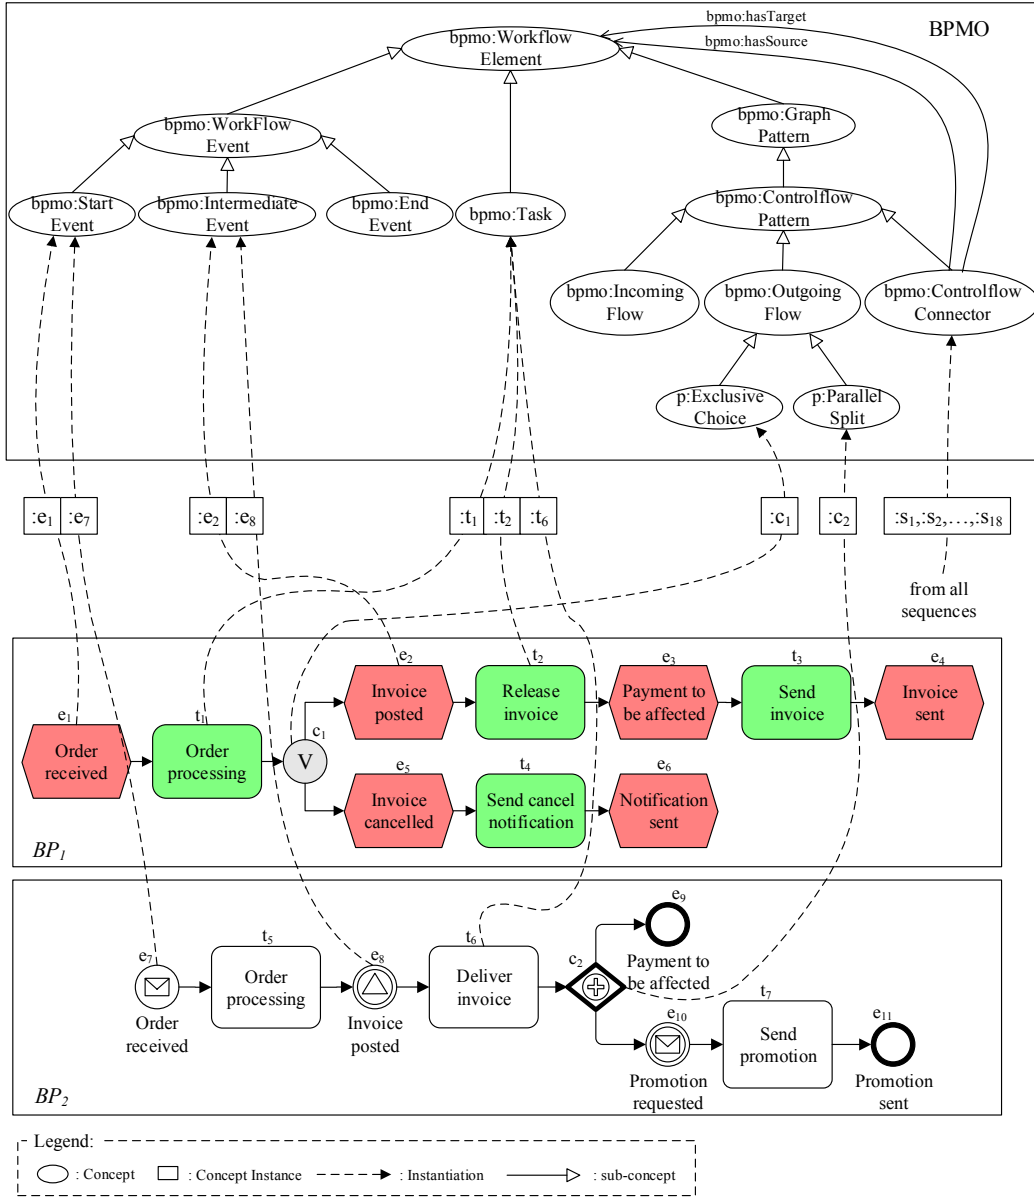 bpmo:hasTarget
BPMO
bpmo:hasSource
bpmo:Workflow
Element
bpmo:WorkFlow
Event
bpmo:Graph
Pattern
bpmo:Start
Event
bpmo:Intermediate
Event
bpmo:End
Event
bpmo:Task
bpmo:Controlflow
Pattern
bpmo:Incoming
Flow
bpmo:Outgoing
Flow
bpmo:Controlflow
Connector
p:Exclusive
Choice
p:Parallel
Split
:e1
:e7
:e2
:e8
:t1
:t2
:t6
:c1
:c2
:s1,:s2,…,:s18
from all
sequences
e1
Order
received
t1
Order
processing
c1
V
e2
Invoice
posted
t2
Release
invoice
e3
Payment to
be affected
t3
Send
invoice
e4
Invoice
sent
e5
Invoice
cancelled
t4
Send cancel
notification
e6
Notification
sent
BP1
e7
Order
received
t5
Order
processing
e8
Invoice
posted
t6
Deliver
invoice
c2
e9
Payment to
be affected
e10
Promotion
requested
t7
Send
promotion
e11
Promotion
sent
BP2
Legend:
: Concept
: Concept Instance
: Instantiation
: sub-concept